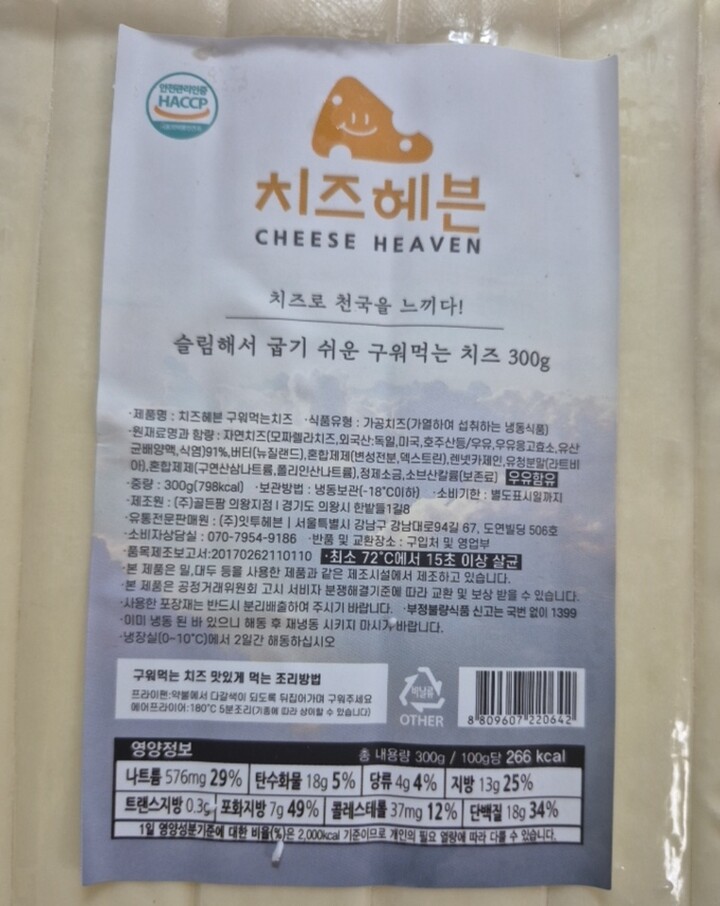 안전관리인증
HACCP
치즈헤븐
CHEESE HEAVEN
치즈로 천국을 느끼다!
슬림해서 굽기 쉬운 구워먹는 치즈 300g
·제품명 : 치즈헤븐 구워먹는치즈 ·식품유형 : 가공치즈(가열하여 섭취하는 냉동식품)
·원재료명과 함량 : 자연치즈(모짜렐라치즈,외국산:독일,미국,호주산등/우유,우유응고효소,유산
균배양액,식염)91%,버터(뉴질랜드),혼합제제(변성전분,덱스트린),렌넷카제인,유청분말(라트비
아),혼합제제(구연산삼나트륨,폴리인산나트륨),정제소금,소브산칼륨(보존료) 우유함유
·중량 : 300g(798kcal) ·보관방법 : 냉동보관(-18°C이하) ·소비기한 : 별도표시일까지
·제조원 : (주)골든팜 의왕지점 I 경기도 의왕시 한밭들1길8
·유통전문판매원 : (주)잇투헤븐 | 서울특별시 강남구 강남대로94길 67, 도연빌딩 506호
·소비자상담실 : 070-7954-9186 ·반품 및 교환장소 : 구입처 및 영업부
·품목제조보고서:20170262110110 ·최소 72°C에서 15초 이상 살균
·본 제품은 밀,대두 등을 사용한 제품과 같은 제조시설에서 제조하고 있습니다.
·본 제품은 공정거래위원회 고시 서비자 분쟁해결기준에 따라 교환 및 보상 받을 수 있습니다.
·사용한 포장재는 반드시 분리배출하여 주시기 바랍니다. ·부정불량식품 신고는 국번 없이 1399
·이미 냉동 된 바 있으니 해동 후 재냉동 시키지 마시기 바랍니다.
·냉장실(0~10°C)에서 2일간 해동하십시오
구워먹는 치즈 맛있게 먹는 조리방법
프라이팬:약불에서 다갈색이 되도록 뒤집어가며 구워주세요
에어프라이어:180°C 5분조리(기종에 따라 상이할 수 있습니다)
비닐류
OTHER
8 809607 220642
영양정보 총 내용량 300g / 100g당 266 kcal
나트륨 576mg 29% 탄수화물 18g 5% 당류 4g 4% 지방 13g 25%
트랜스지방 0.3g 포화지방 7g 49% 콜레스테롤 37mg 12% 단백질 18g 34%
1일 영양성분기준에 대한 비율(%)은 2,000kcal 기준이므로 개인의 필요 열량에 따라 다를 수 있습니다.